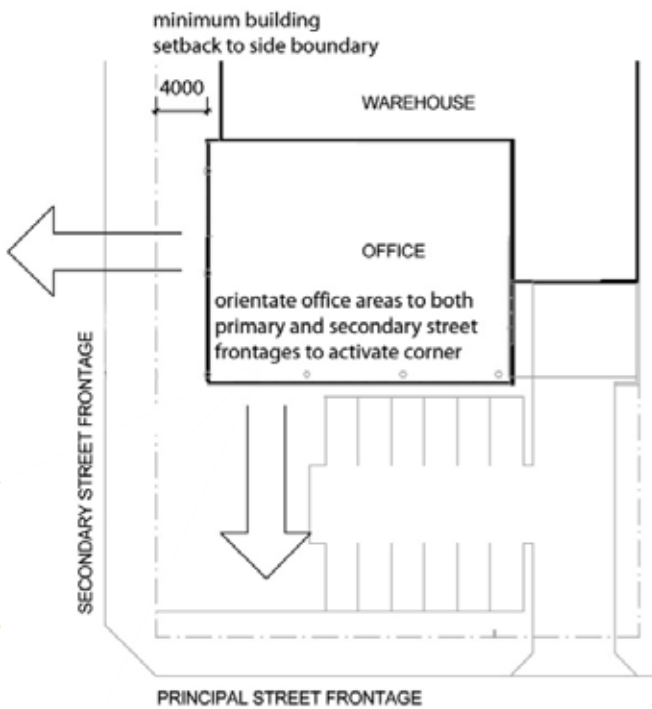 minimum building
setback to side boundary
4000
WAREHOUSE
OFFICE
orientate office areas to both
primary and secondary street
frontages to activate corner
SECONDARY STREET FRONTAGE
PRINCIPAL STREET FRONTAGE